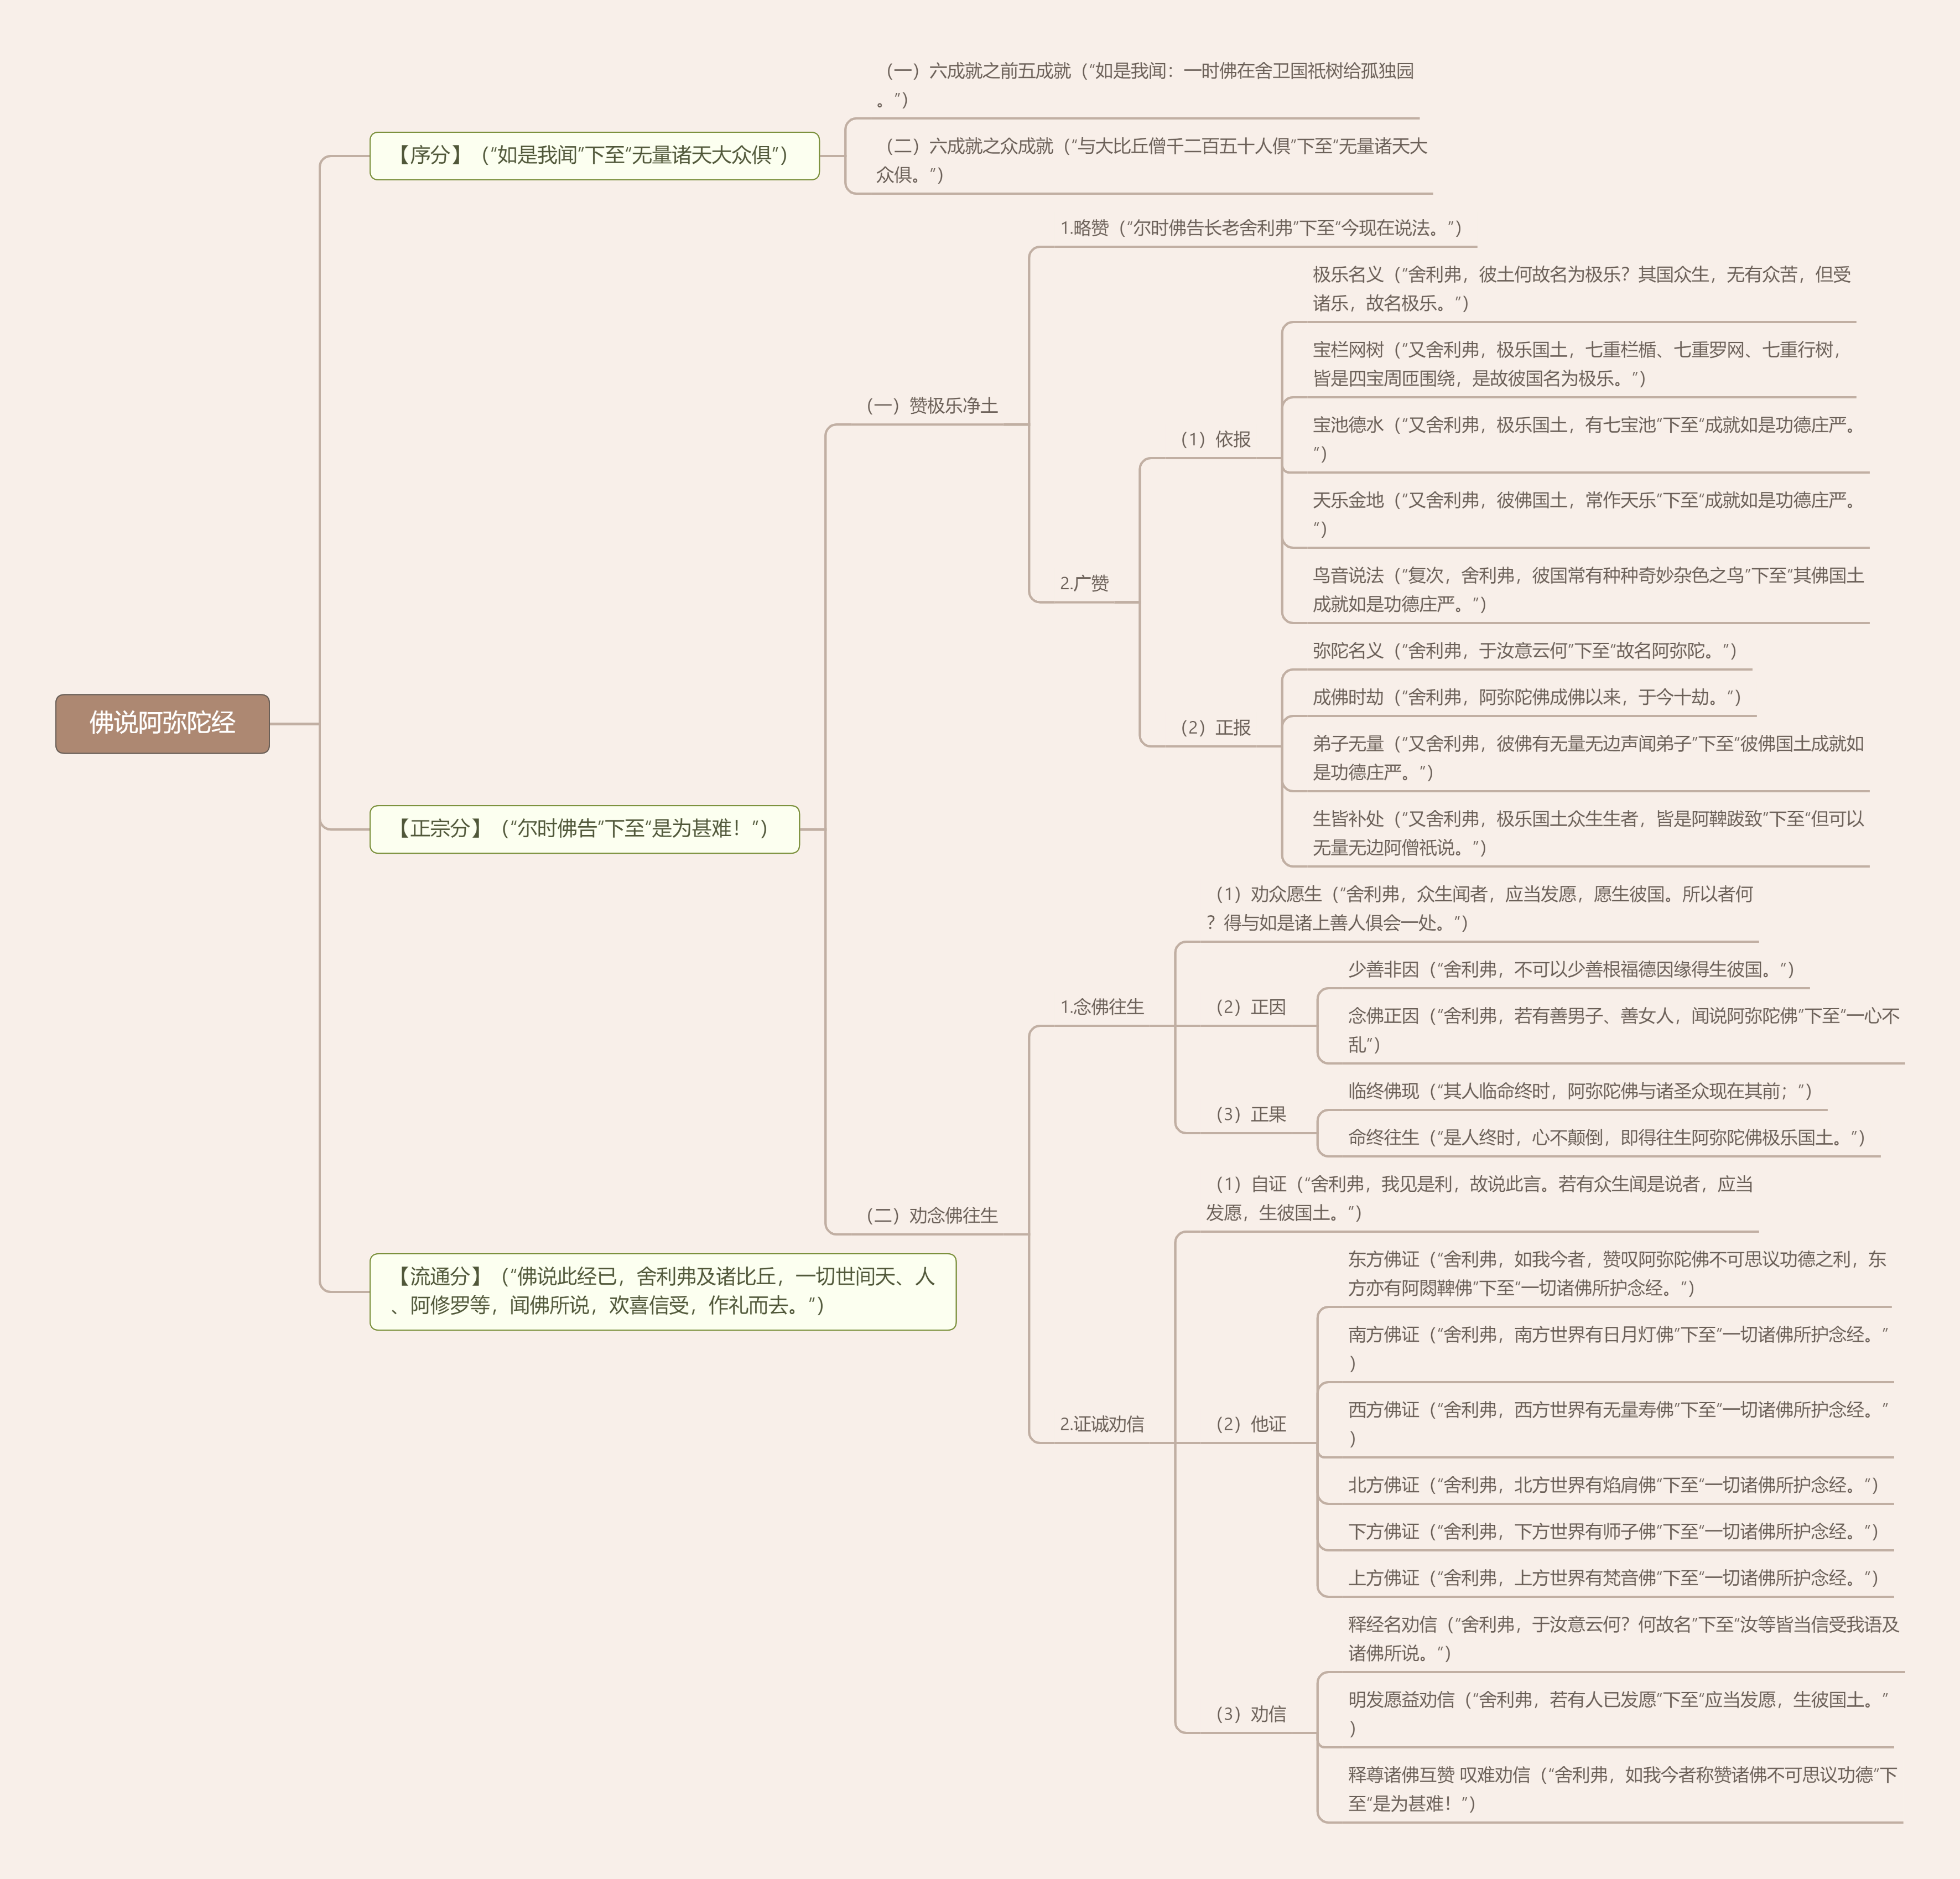 佛说阿弥陀经
【序分】（“如是我闻”下至“无量诸天大众俱”）
（一）六成就之前五成就（“如是我闻：一时佛在舍卫国祇树给孤独园
。”）
（二）六成就之众成就（“与大比丘僧千二百五十人俱”下至“无量诸天大
众俱。”）
【正宗分】（“尔时佛告”下至“是为甚难！”）
（一）赞极乐净土
1.略赞（“尔时佛告长老舍利弗”下至“今现在说法。”）
2.广赞
（1）依报
极乐名义（“舍利弗，彼土何故名为极乐？其国众生，无有众苦，但受
诸乐，故名极乐。”）
宝栏网树（“又舍利弗，极乐国土，七重栏楯、七重罗网、七重行树，
皆是四宝周匝围绕，是故彼国名为极乐。”）
宝池德水（“又舍利弗，极乐国土，有七宝池”下至“成就如是功德庄严。
”）
天乐金地（“又舍利弗，彼佛国土，常作天乐”下至“成就如是功德庄严。
”）
鸟音说法（“复次，舍利弗，彼国常有种种奇妙杂色之鸟”下至“其佛国土
成就如是功德庄严。”）
（2）正报
弥陀名义（“舍利弗，于汝意云何”下至“故名阿弥陀。”）
成佛时劫（“舍利弗，阿弥陀佛成佛以来，于今十劫。”）
弟子无量（“又舍利弗，彼佛有无量无边声闻弟子”下至“彼佛国土成就如
是功德庄严。”）
生皆补处（“又舍利弗，极乐国土众生生者，皆是阿鞞跋致”下至“但可以
无量无边阿僧祇说。”）
（二）劝念佛往生
1.念佛往生
（1）劝众愿生（“舍利弗，众生闻者，应当发愿，愿生彼国。所以者何
？得与如是诸上善人俱会一处。”）
（2）正因
少善非因（“舍利弗，不可以少善根福德因缘得生彼国。”）
念佛正因（“舍利弗，若有善男子、善女人，闻说阿弥陀佛”下至“一心不
乱”）
（3）正果
临终佛现（“其人临命终时，阿弥陀佛与诸圣众现在其前；”）
命终往生（“是人终时，心不颠倒，即得往生阿弥陀佛极乐国土。”）
2.证诚劝信
（1）自证（“舍利弗，我见是利，故说此言。若有众生闻是说者，应当
发愿，生彼国土。”）
（2）他证
东方佛证（“舍利弗，如我今者，赞叹阿弥陀佛不可思议功德之利，东
方亦有阿閦鞞佛”下至“一切诸佛所护念经。”）
南方佛证（“舍利弗，南方世界有日月灯佛”下至“一切诸佛所护念经。”
）
西方佛证（“舍利弗，西方世界有无量寿佛”下至“一切诸佛所护念经。”
）
北方佛证（“舍利弗，北方世界有焰肩佛”下至“一切诸佛所护念经。”）
下方佛证（“舍利弗，下方世界有师子佛”下至“一切诸佛所护念经。”）
上方佛证（“舍利弗，上方世界有梵音佛”下至“一切诸佛所护念经。”）
（3）劝信
释经名劝信（“舍利弗，于汝意云何？何故名”下至“汝等皆当信受我语及
诸佛所说。”）
明发愿益劝信（“舍利弗，若有人已发愿”下至“应当发愿，生彼国土。”
）
释尊诸佛互赞 叹难劝信（“舍利弗，如我今者称赞诸佛不可思议功德”下
至“是为甚难！”）
【流通分】（“佛说此经已，舍利弗及诸比丘，一切世间天、人
、阿修罗等，闻佛所说，欢喜信受，作礼而去。”）